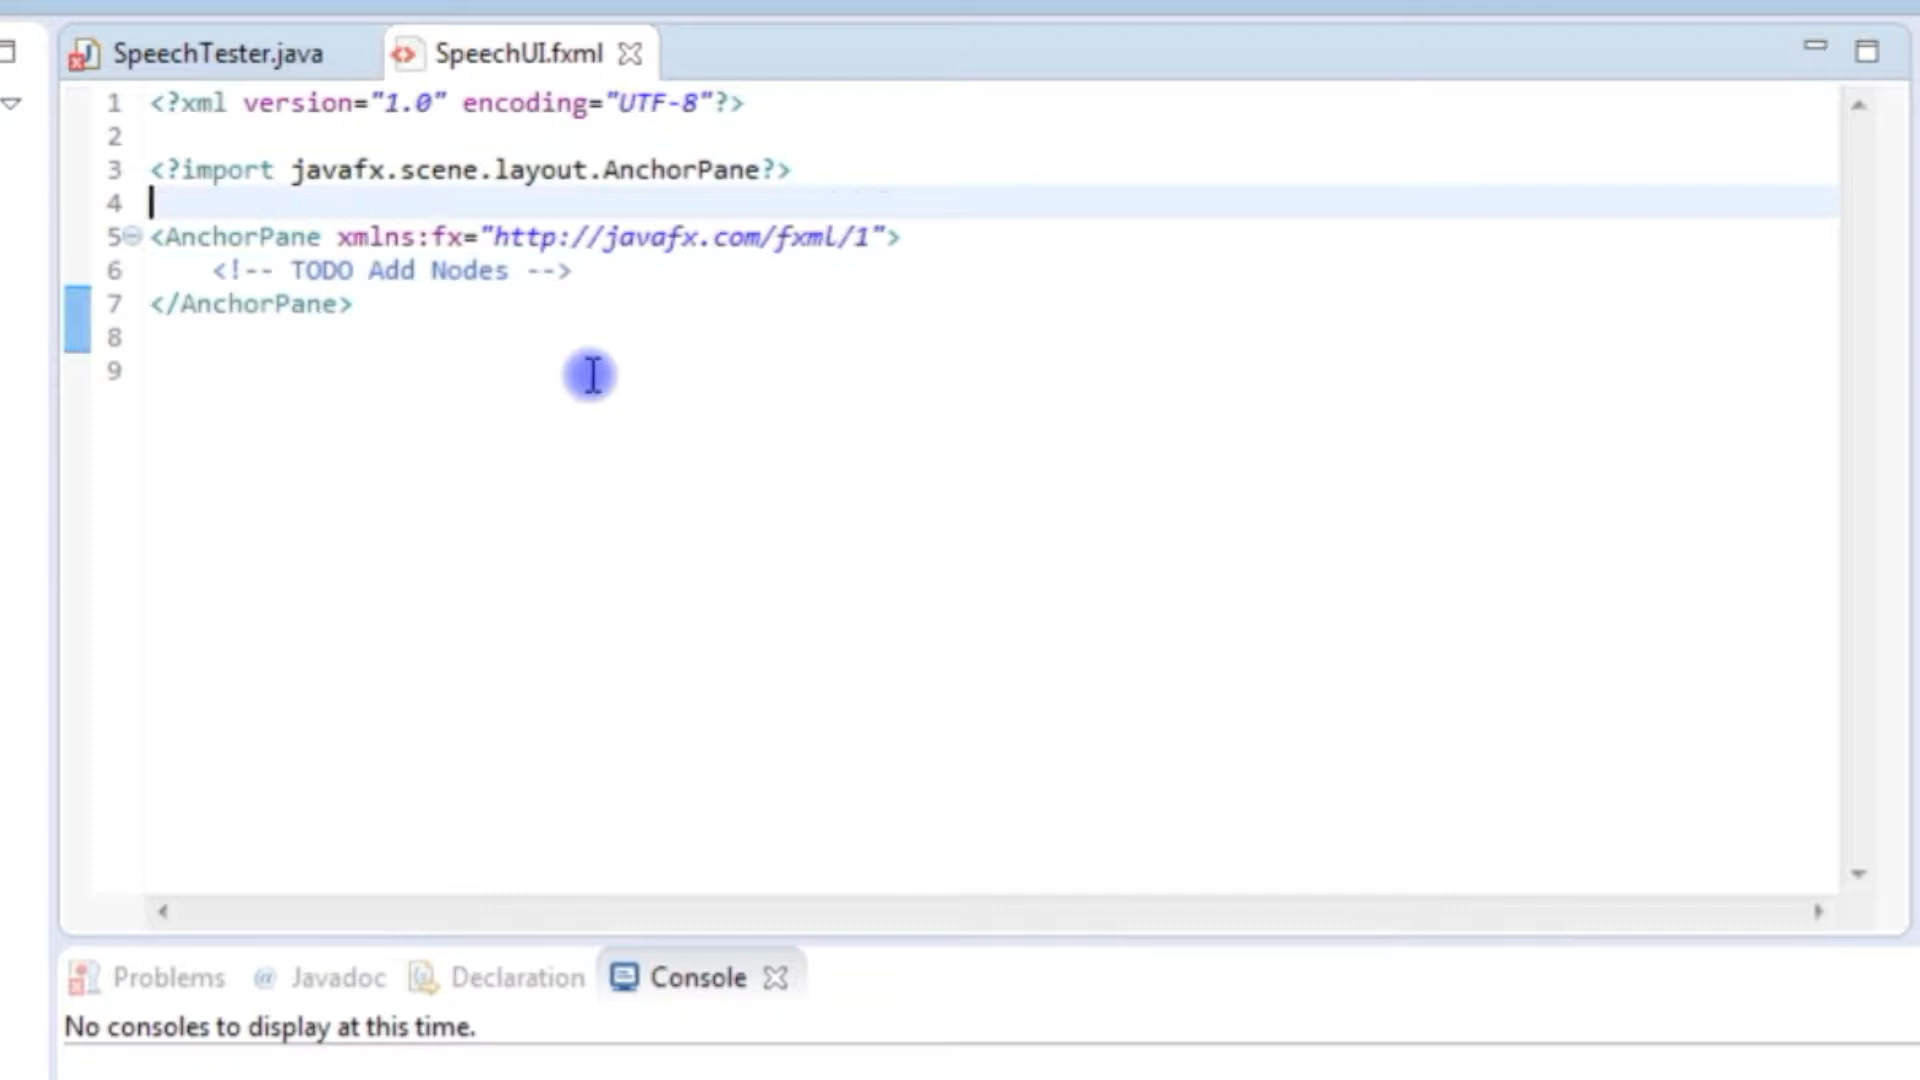 SpeechTester.java SpeechUI.fxml
1 <?xml version="1.0" encoding="UTF-8"?>
2
3 <?import javafx.scene.layout.AnchorPane?>
4
5 <AnchorPane xmlns:fx="http://javafx.com/fxml/1">
6     <!-- TODO Add Nodes -->
7 </AnchorPane>
8
9
Problems @ Javadoc Declaration Console
No consoles to display at this time.